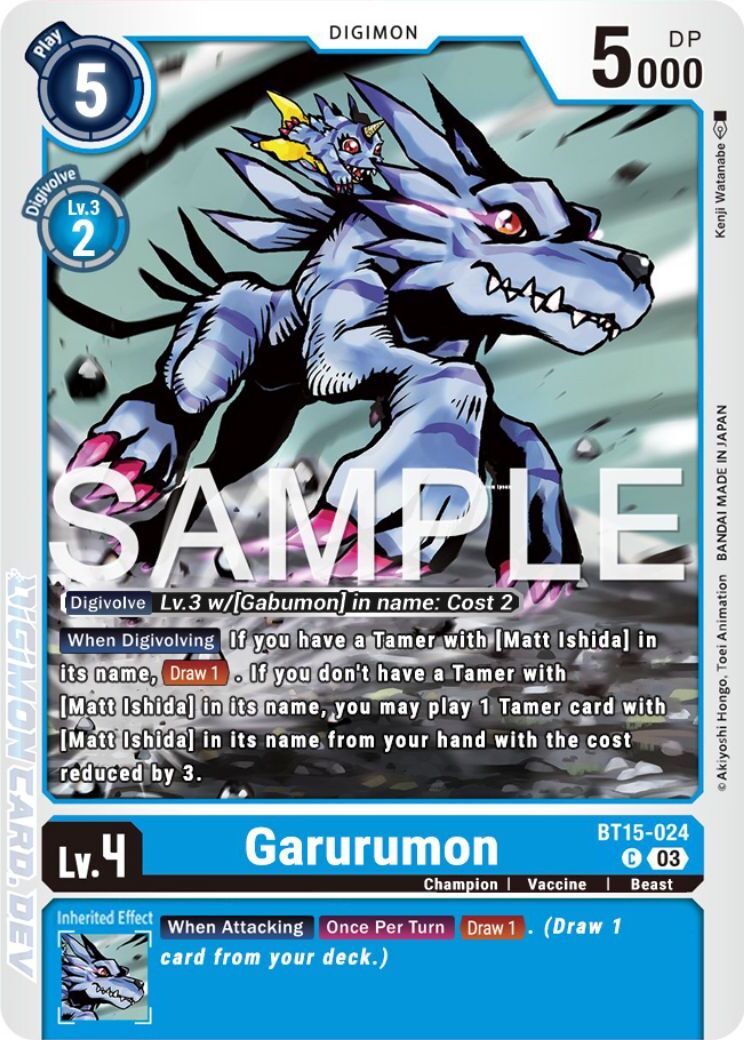 Play
5
DIGIMON
5000
DP
Digivolve
Lv.3
2
Kenji Watanabe
SAMPLE
Digivolve Lv.3 w/[Gabumon] in name: Cost 2
When Digivolving If you have a Tamer with [Matt Ishida] in
its name, Draw 1 . If you don't have a Tamer with
[Matt Ishida] in its name, you may play 1 Tamer card with
[Matt Ishida] in its name from your hand with the cost
reduced by 3.
© Akiyoshi Hongo, Toei Animation BANDAI MADE IN JAPAN
DIGIMONCARD.DEV
Lv.4
Garurumon
BT15-024
C 03
Champion | Vaccine | Beast
Inherited Effect
When Attacking Once Per Turn Draw 1 . (Draw 1
card from your deck.)